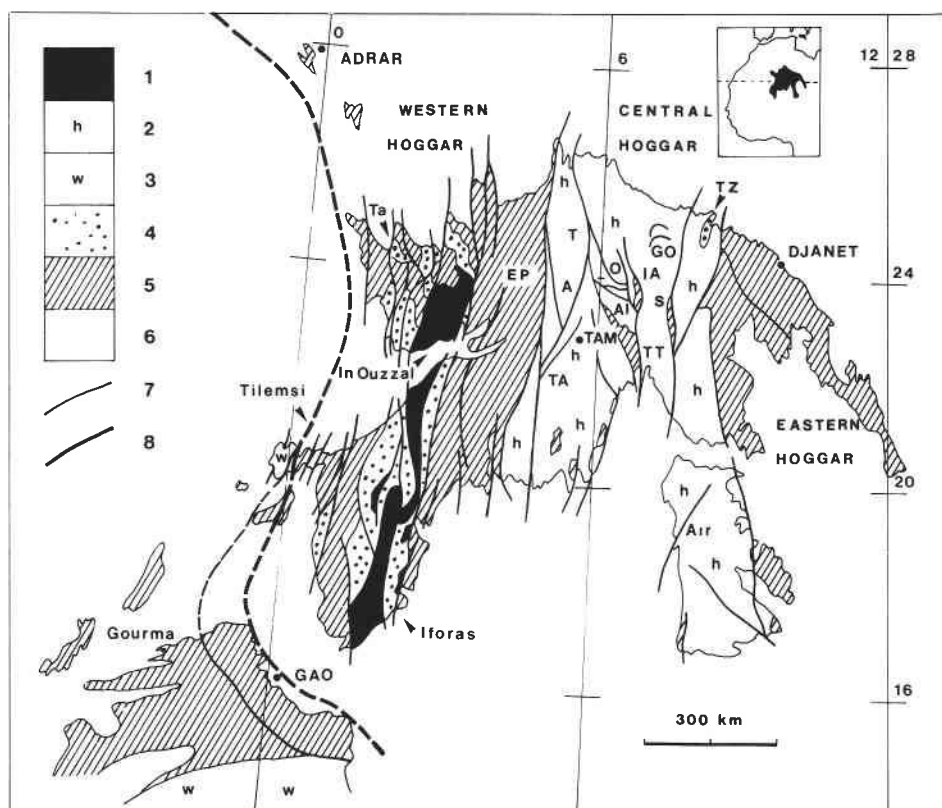 0
ADRAR
6
12
28
1
h
2
w
3
4
5
6
7
8
WESTERN
HOGGAR
CENTRAL
HOGGAR
TZ
Ta
h
h
T
GO
DJANET
EP
O
IA
24
A
AI
S
h
TAM
h
TT
In Ouzzal
TA
h
Tilemsi
h
h
EASTERN
HOGGAR
w
20
h
Air
h
Iforas
Gourma
GAO
16
300 km
w
w